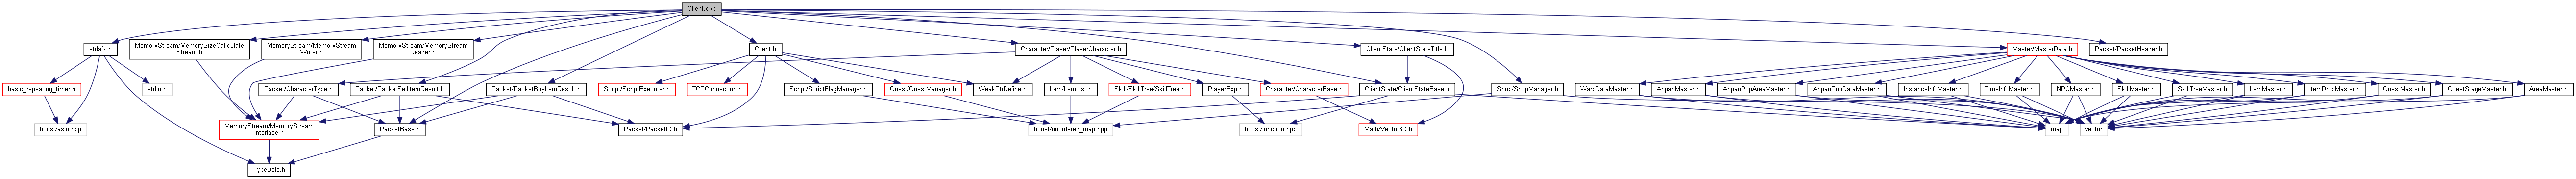 Client.cpp
stdafx.h
MemoryStream/MemorySizeCaliculate
Stream.h
MemoryStream/MemoryStream
Writer.h
MemoryStream/MemoryStream
Reader.h
Client.h
Character/Player/PlayerCharacter.h
ClientState/ClientStateTitle.h
Master/MasterData.h
Packet/PacketHeader.h
basic_repeating_timer.h
stdio.h
Packet/CharacterType.h
Packet/PacketSellItemResult.h
Packet/PacketBuyItemResult.h
Script/ScriptExecuter.h
TCPConnection.h
Script/ScriptFlagManager.h
Quest/QuestManager.h
WeakPtrDefine.h
Item/ItemList.h
Skill/SkillTree/SkillTree.h
PlayerExp.h
Character/CharacterBase.h
ClientState/ClientStateBase.h
Shop/ShopManager.h
WarpDataMaster.h
AnpanMaster.h
AnpanPopAreaMaster.h
AnpanPopDataMaster.h
InstanceInfoMaster.h
TimeInfoMaster.h
NPCMaster.h
SkillMaster.h
SkillTreeMaster.h
ItemMaster.h
ItemDropMaster.h
QuestMaster.h
QuestStageMaster.h
AreaMaster.h
boost/asio.hpp
MemoryStream/MemoryStream
Interface.h
PacketBase.h
Packet/PacketID.h
boost/unordered_map.hpp
boost/function.hpp
Math/Vector3D.h
map
vector
TypeDefs.h